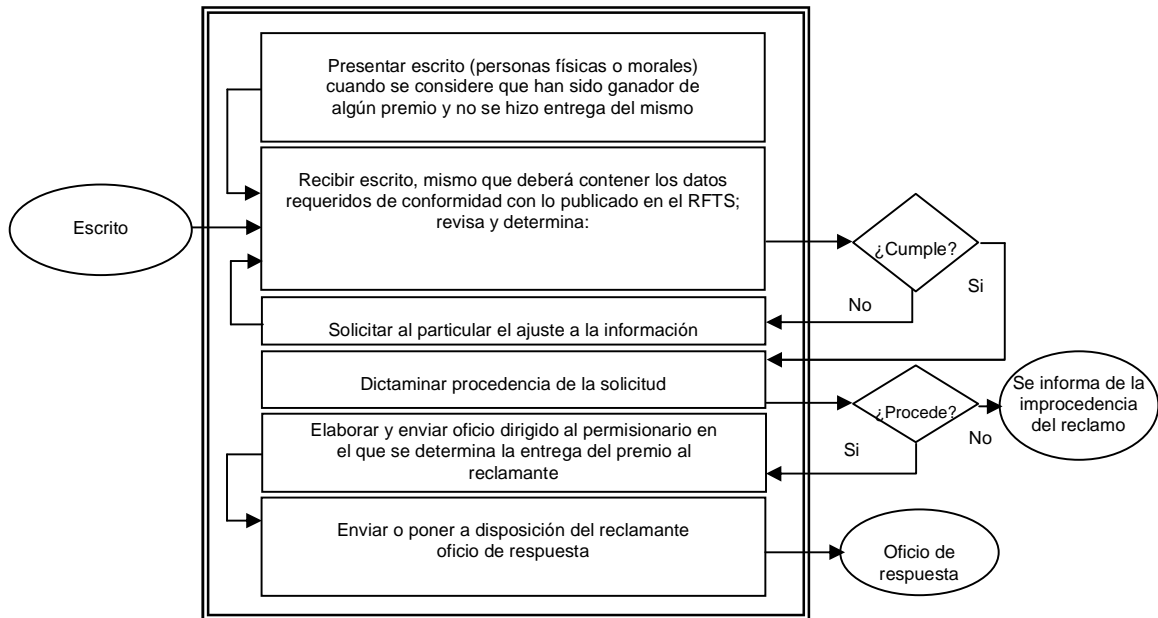 Presentar escrito (personas físicas o morales)
cuando se considere que han sido ganador de
algún premio y no se hizo entrega del mismo
Recibir escrito, mismo que deberá contener los datos
requeridos de conformidad con lo publicado en el RFTS;
revisa y determina:
Escrito
¿Cumple?
Si
No
Solicitar al particular el ajuste a la información
Dictaminar procedencia de la solicitud
¿Procede?
Se informa de la
improcedencia
del reclamo
No
Si
Elaborar y enviar oficio dirigido al permisionario en
el que se determina la entrega del premio al
reclamante
Enviar o poner a disposición del reclamante
oficio de respuesta
Oficio de
respuesta